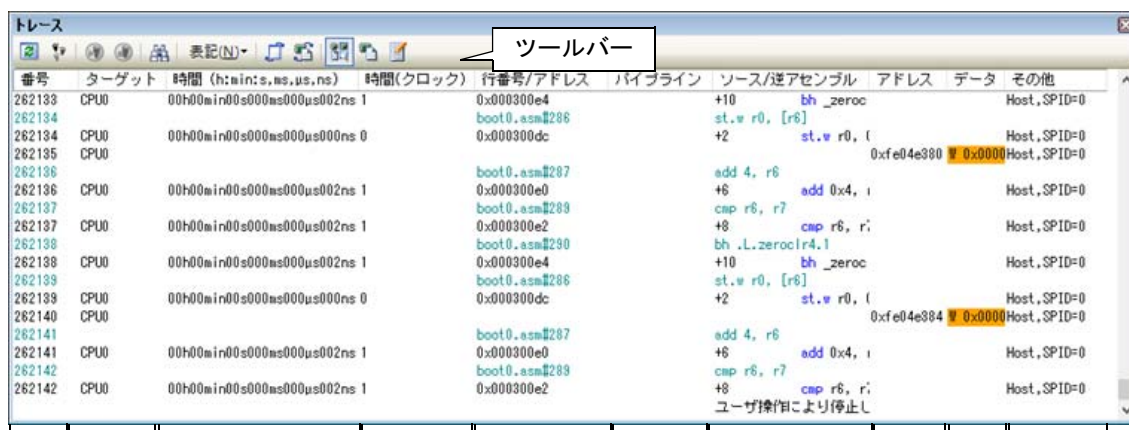 トレース
表記(N)
ツールバー
番号 ターゲット 時間 (h:min:s,ms,μs,ns) 時間(クロック) 行番号/アドレス パイプライン ソース/逆アセンブル アドレス データ その他
262133 CPU0 00h00min00s000ms000μs002ns 1 0x000300e4 +10 bh _zeroc Host,SPID=0
262134 boot0.asm#286 st.w r0, [r6]
262134 CPU0 00h00min00s000ms000μs000ns 0 0x000300dc +2 st.w r0, [ Host,SPID=0
262135 CPU0 0xfe04e380 W 0x0000 Host,SPID=0
262136 boot0.asm#287 add 4, r6
262136 CPU0 00h00min00s000ms000μs002ns 1 0x000300e0 +6 add 0x4, r Host,SPID=0
262137 boot0.asm#289 cmp r6, r7
262137 CPU0 00h00min00s000ms000μs002ns 1 0x000300e2 +8 cmp r6, r7 Host,SPID=0
262138 boot0.asm#290 bh .L.zeroclr4.1
262138 CPU0 00h00min00s000ms000μs002ns 1 0x000300e4 +10 bh _zeroc Host,SPID=0
262139 boot0.asm#286 st.w r0, [r6]
262139 CPU0 00h00min00s000ms000μs000ns 0 0x000300dc +2 st.w r0, [ Host,SPID=0
262140 CPU0 0xfe04e384 W 0x0000 Host,SPID=0
262141 boot0.asm#287 add 4, r6
262141 CPU0 00h00min00s000ms000μs002ns 1 0x000300e0 +6 add 0x4, r Host,SPID=0
262142 boot0.asm#289 cmp r6, r7
262142 CPU0 00h00min00s000ms000μs002ns 1 0x000300e2 +8 cmp r6, r7 Host,SPID=0
ユーザ操作により停止し